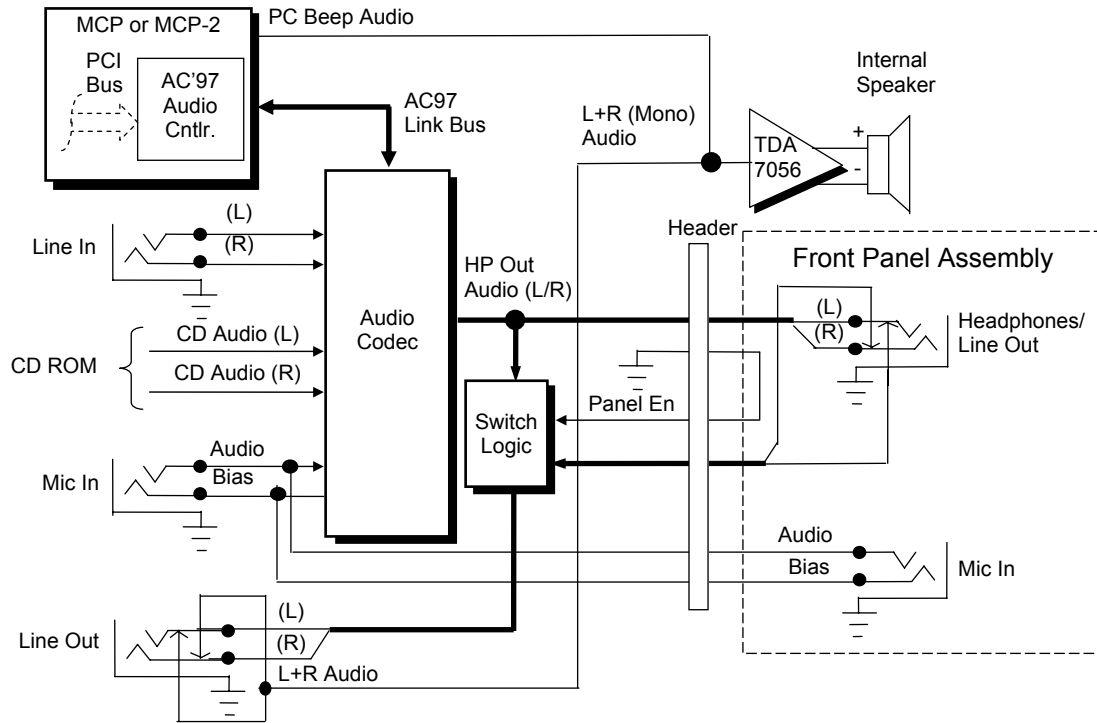 MCP or MCP-2
PC Beep Audio
PCI
Bus
AC’97
Audio
Cntlr.
AC97
Link Bus
L+R (Mono)
Audio
Internal
Speaker
TDA
7056
+
-
Line In
(L)
(R)
Header
Front Panel Assembly
HP Out
Audio (L/R)
Audio
Codec
(L)
(R)
Headphones/
Line Out
CD ROM
CD Audio (L)
CD Audio (R)
Panel En
Switch
Logic
Mic In
Audio
Bias
Audio
Bias
Mic In
Line Out
(L)
(R)
L+R Audio